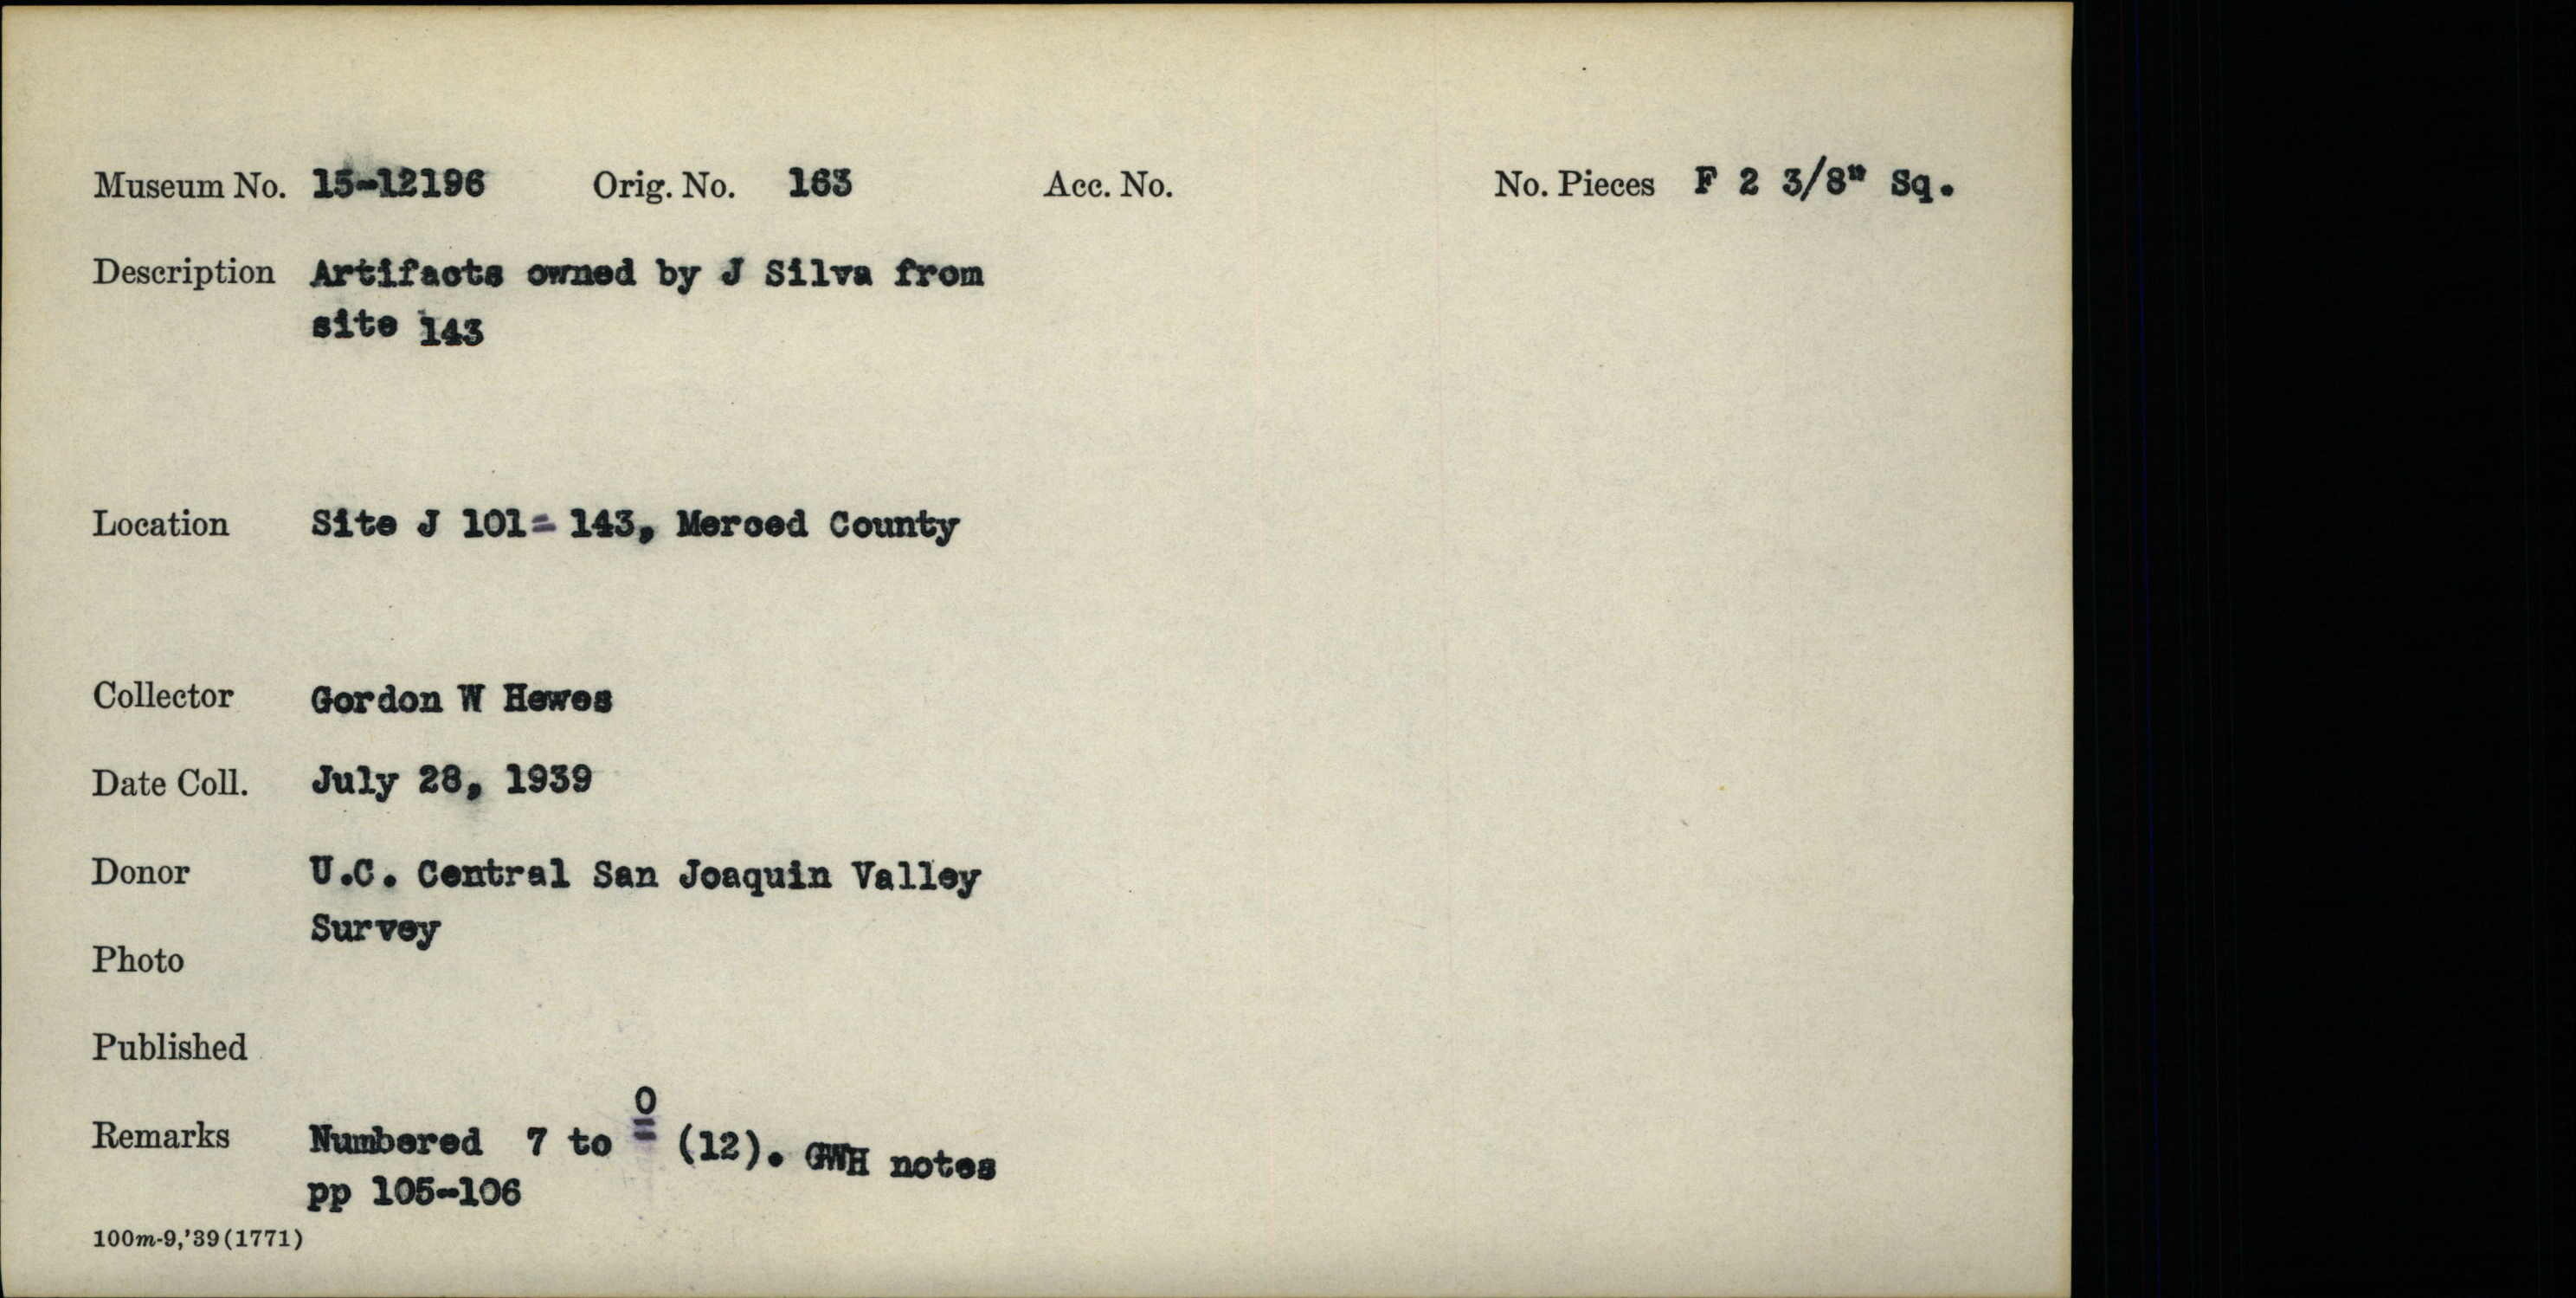 Museum No. 15-12196 Orig. No. 163 Acc. No. No. Pieces F 2 3/8" Sq.
Description Artifacts owned by J Silva from
site 143
Location Site J 101= 143, Merced County
Collector Gordon W Hewes
Date Coll. July 28, 1939
Donor U.C. Central San Joaquin Valley
Survey
Photo
Published
Remarks Numbered 7 to O= (12). GWH notes
pp 105--106
100m-9,'39(1771)